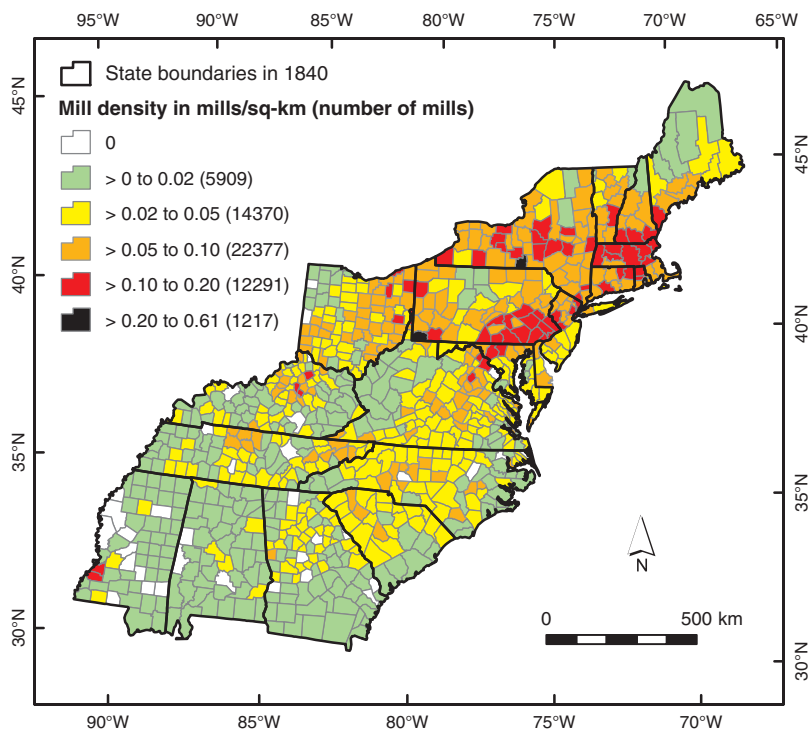 95°W 90°W 85°W 80°W 75°W 70°W 65°W
45°N
40°N
35°N
30°N
45°N
40°N
35°N
30°N
State boundaries in 1840
Mill density in mills/sq-km (number of mills)
0
> 0 to 0.02 (5909)
> 0.02 to 0.05 (14370)
> 0.05 to 0.10 (22377)
> 0.10 to 0.20 (12291)
> 0.20 to 0.61 (1217)
N
0 500 km
90°W 85°W 80°W 75°W 70°W